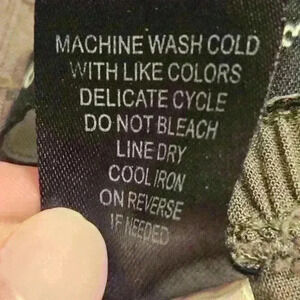 MACHINE WASH COLD
WITH LIKE COLORS
DELICATE CYCLE
DO NOT BLEACH
LINE DRY
COOL IRON
ON REVERSE
IF NEEDED